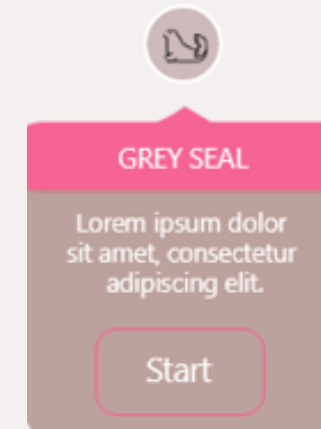 GREY SEAL
Lorem ipsum dolor
sit amet, consectetur
adipiscing elit.
Start